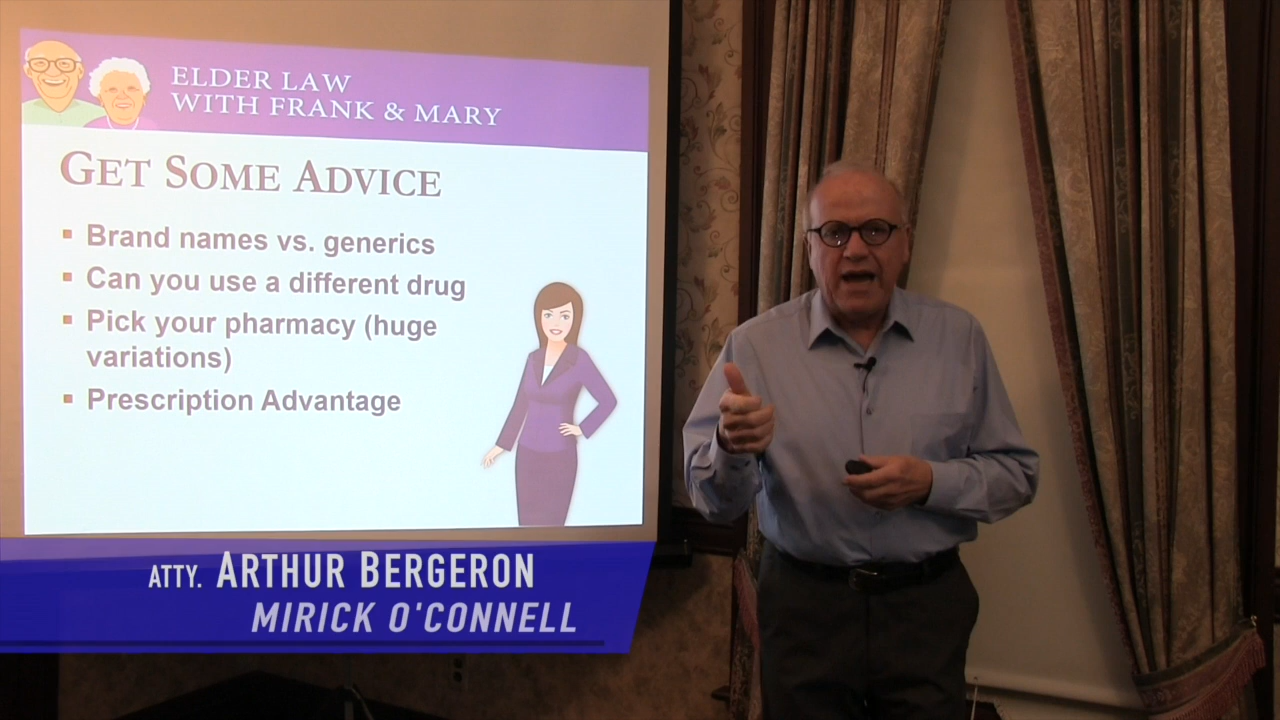 ELDER LAW
WITH FRANK & MARY
GET SOME ADVICE
▪ Brand names vs. generics
▪ Can you use a different drug
▪ Pick your pharmacy (huge
variations)
▪ Prescription Advantage
ATTY. ARTHUR BERGERON
MIRICK O'CONNELL